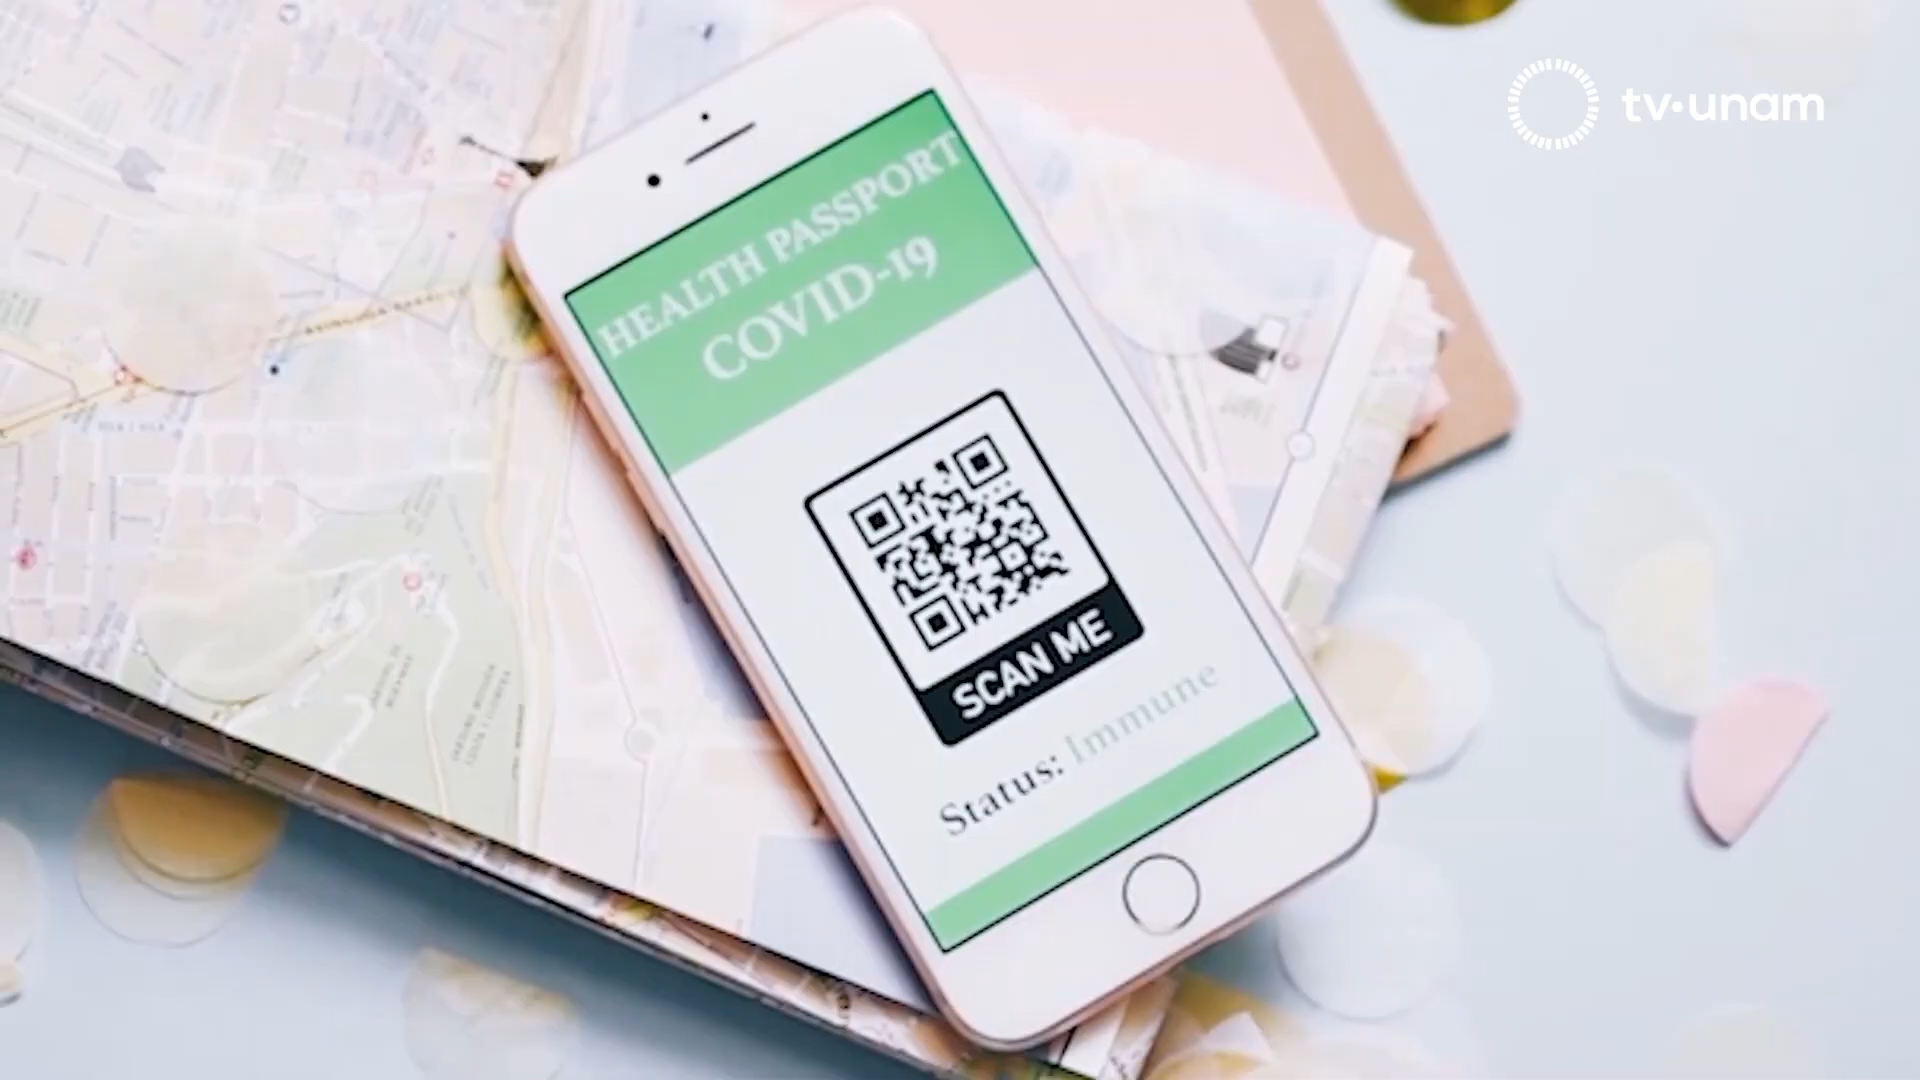 tv·unam
HEALTH PASSPORT
COVID-19
SCAN ME
Status: Immune